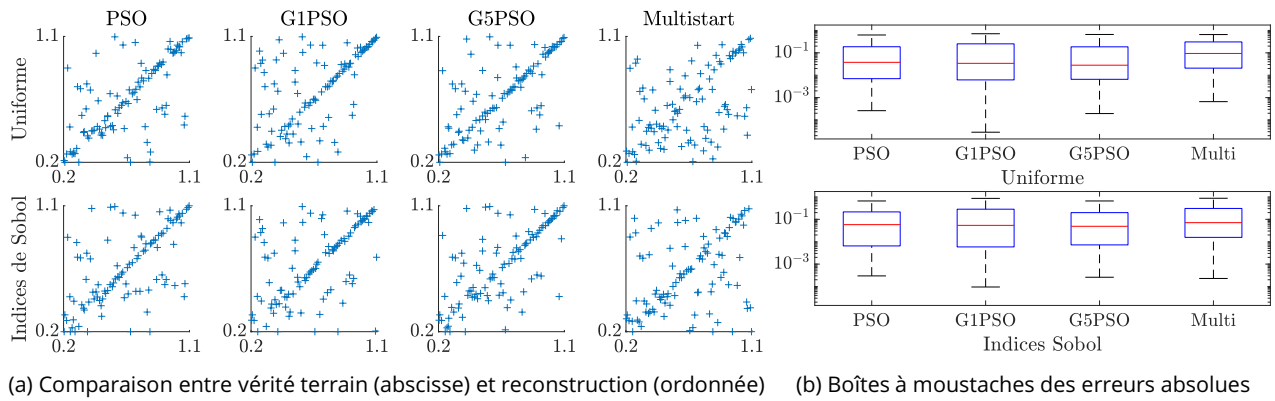 PSO G1PSO G5PSO Multistart
Uniforme
1.1 1.1 1.1 1.1
0.2 0.2 0.2 0.2
0.2 1.1 0.2 1.1 0.2 1.1 0.2 1.1
Indices de Sobol
1.1 1.1 1.1 1.1
0.2 0.2 0.2 0.2
0.2 1.1 0.2 1.1 0.2 1.1 0.2 1.1
(a) Comparaison entre vérité terrain (abscisse) et reconstruction (ordonnée)
10⁻¹
10⁻³
PSO G1PSO G5PSO Multi
Uniforme
10⁻¹
10⁻³
PSO G1PSO G5PSO Multi
Indices Sobol
(b) Boîtes à moustaches des erreurs absolues